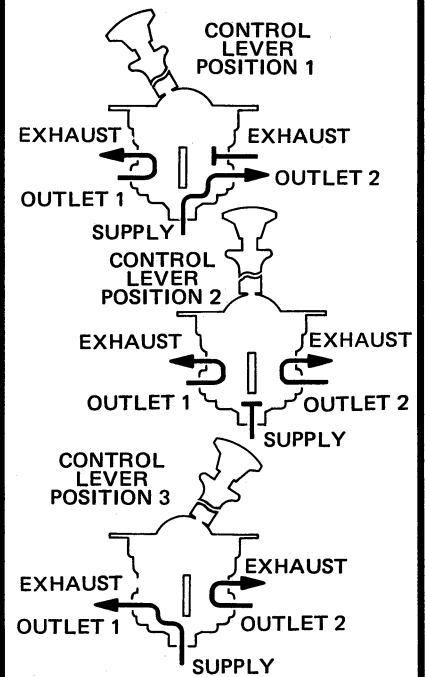 CONTROL
LEVER
POSITION 1
EXHAUST
EXHAUST
OUTLET 2
OUTLET 1
SUPPLY
CONTROL
LEVER
POSITION 2
EXHAUST
EXHAUST
OUTLET 1
OUTLET 2
SUPPLY
CONTROL
LEVER
POSITION 3
EXHAUST
EXHAUST
OUTLET 1
OUTLET 2
SUPPLY